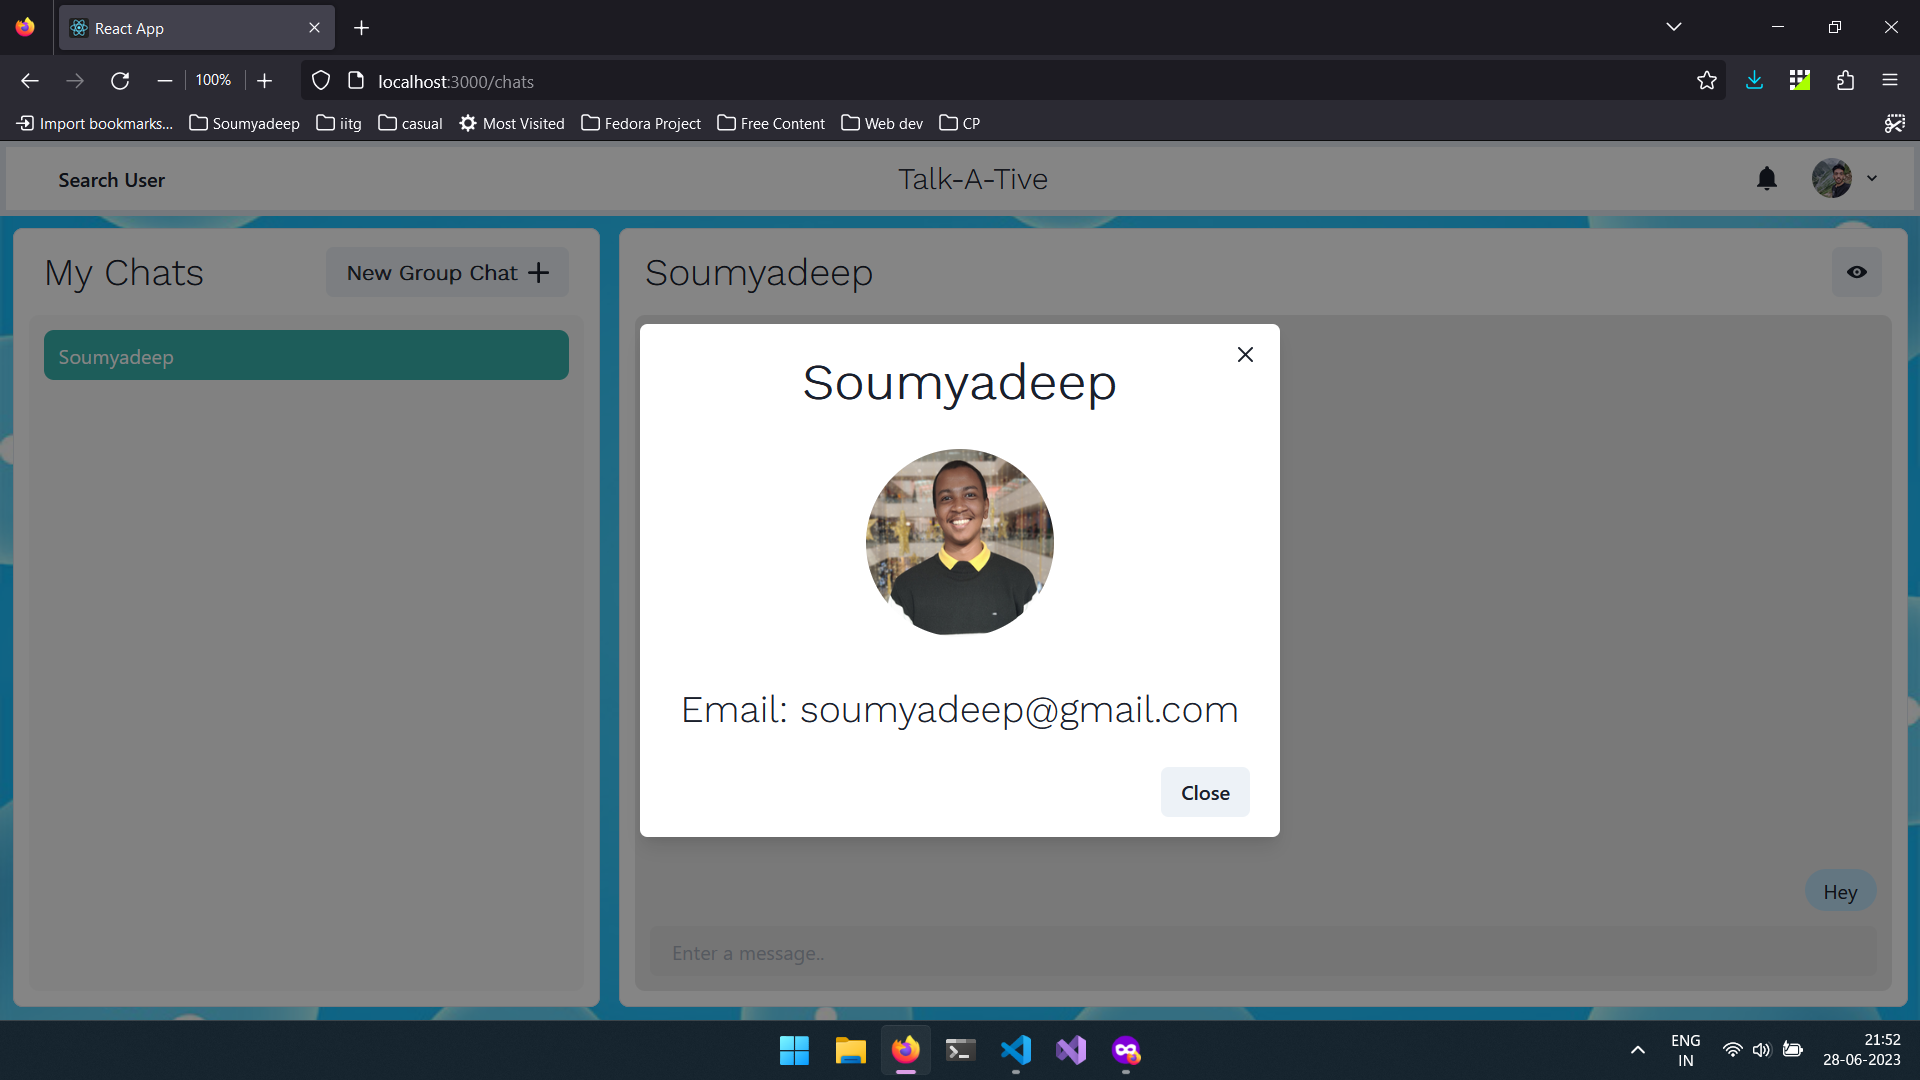 React App
100%
localhost:3000/chats
Import bookmarks...
Soumyadeep
iitg
casual
Most Visited
Fedora Project
Free Content
Web dev
CP
Search User
Talk-A-Tive
My Chats
New Group Chat
Soumyadeep
Soumyadeep
Soumyadeep
Email: soumyadeep@gmail.com
Close
Hey
Enter a message..
ENG
IN
21:52
28-06-2023